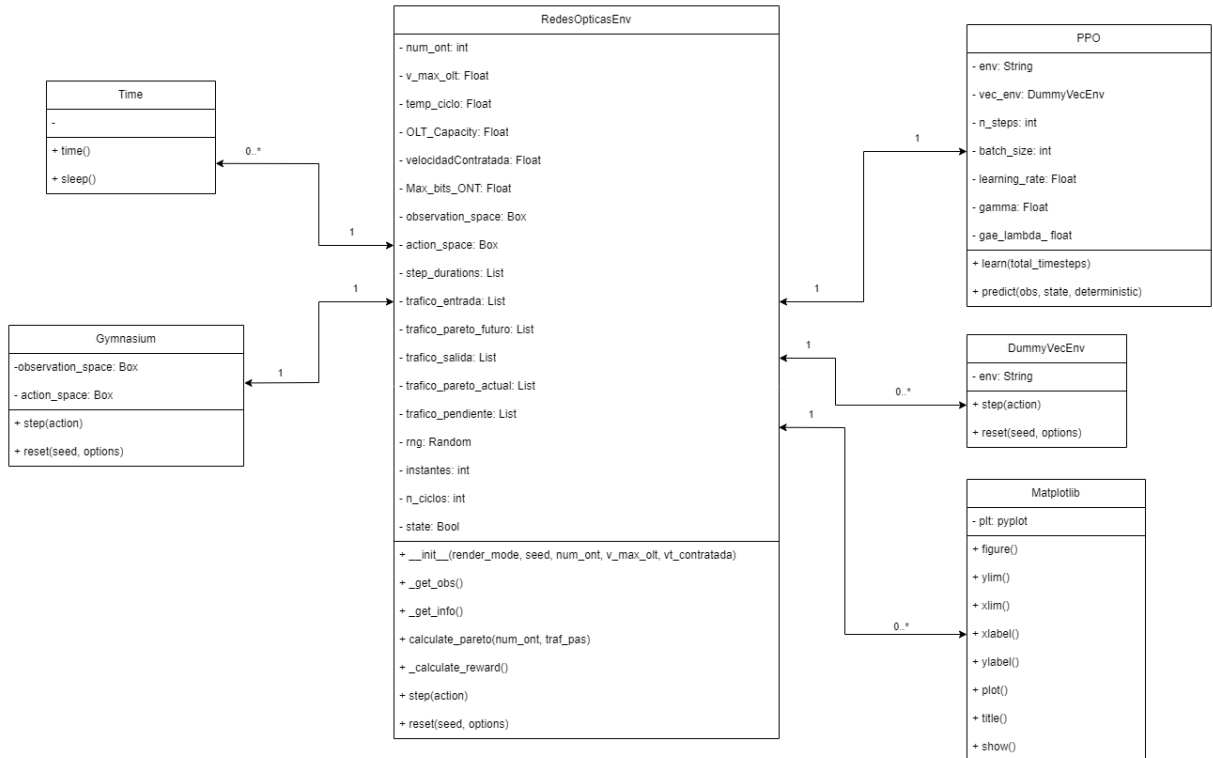 RedesOpticasEnv
- num_ont: int
- v_max_olt: Float
- temp_ciclo: Float
- OLT_Capacity: Float
- velocidadContratada: Float
- Max_bits_ONT: Float
- observation_space: Box
- action_space: Box
- step_durations: List
- trafico_entrada: List
- trafico_pareto_futuro: List
- trafico_salida: List
- trafico_pareto_actual: List
- trafico_pendiente: List
- rng: Random
- instantes: int
- n_ciclos: int
- state: Bool
+ __init__(render_mode, seed, num_ont, v_max_olt, vt_contratada)
+ _get_obs()
+ _get_info()
+ calculate_pareto(num_ont, traf_pas)
+ _calculate_reward()
+ step(action)
+ reset(seed, options)
Time
-
+ time()
+ sleep()
0..*
1
Gymnasium
-observation_space: Box
- action_space: Box
+ step(action)
+ reset(seed, options)
1
1
PPO
- env: String
- vec_env: DummyVecEnv
- n_steps: int
- batch_size: int
- learning_rate: Float
- gamma: Float
- gae_lambda_ float
+ learn(total_timesteps)
+ predict(obs, state, deterministic)
1
1
DummyVecEnv
- env: String
+ step(action)
+ reset(seed, options)
1
0..*
Matplotlib
- plt: pyplot
+ figure()
+ ylim()
+ xlim()
+ xlabel()
+ ylabel()
+ plot()
+ title()
+ show()
1
0..*